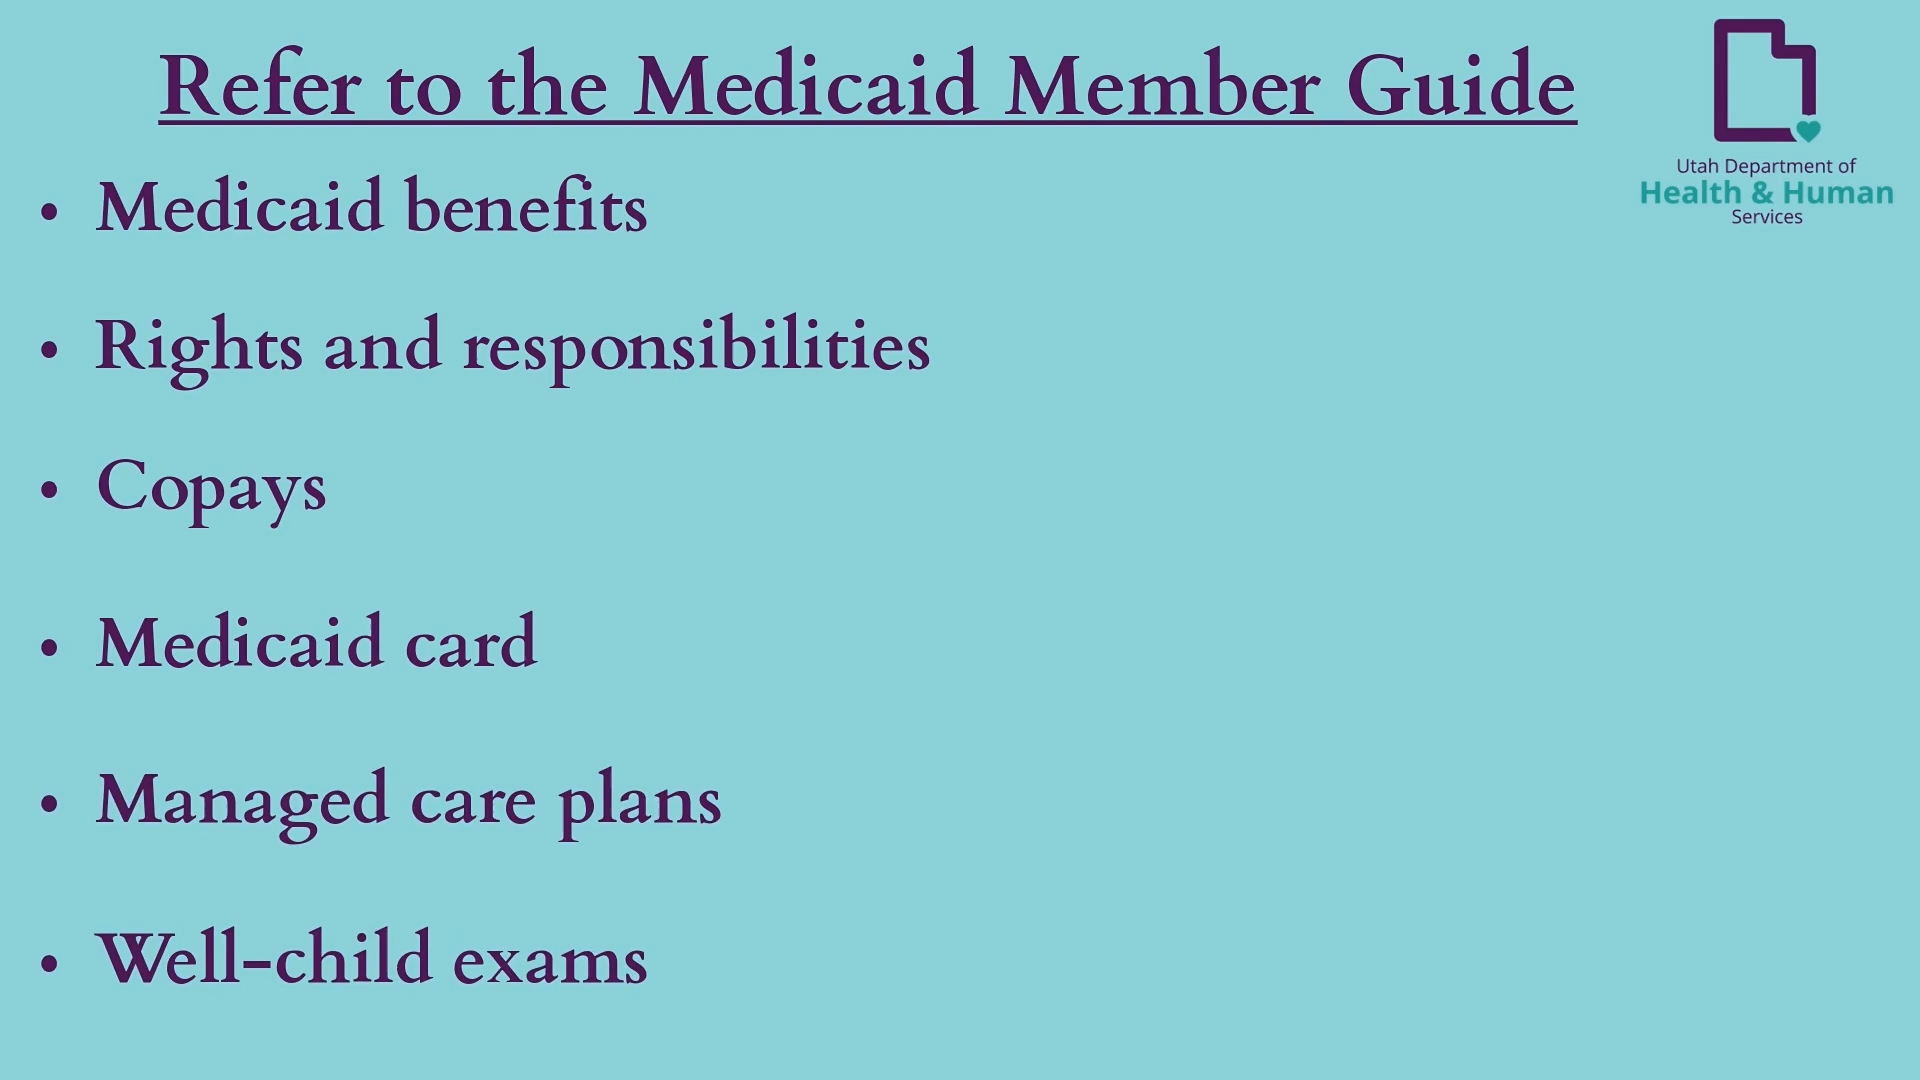 Refer to the Medicaid Member Guide
Utah Department of
Health & Human
Services
• Medicaid benefits
• Rights and responsibilities
• Copays
• Medicaid card
• Managed care plans
• Well-child exams